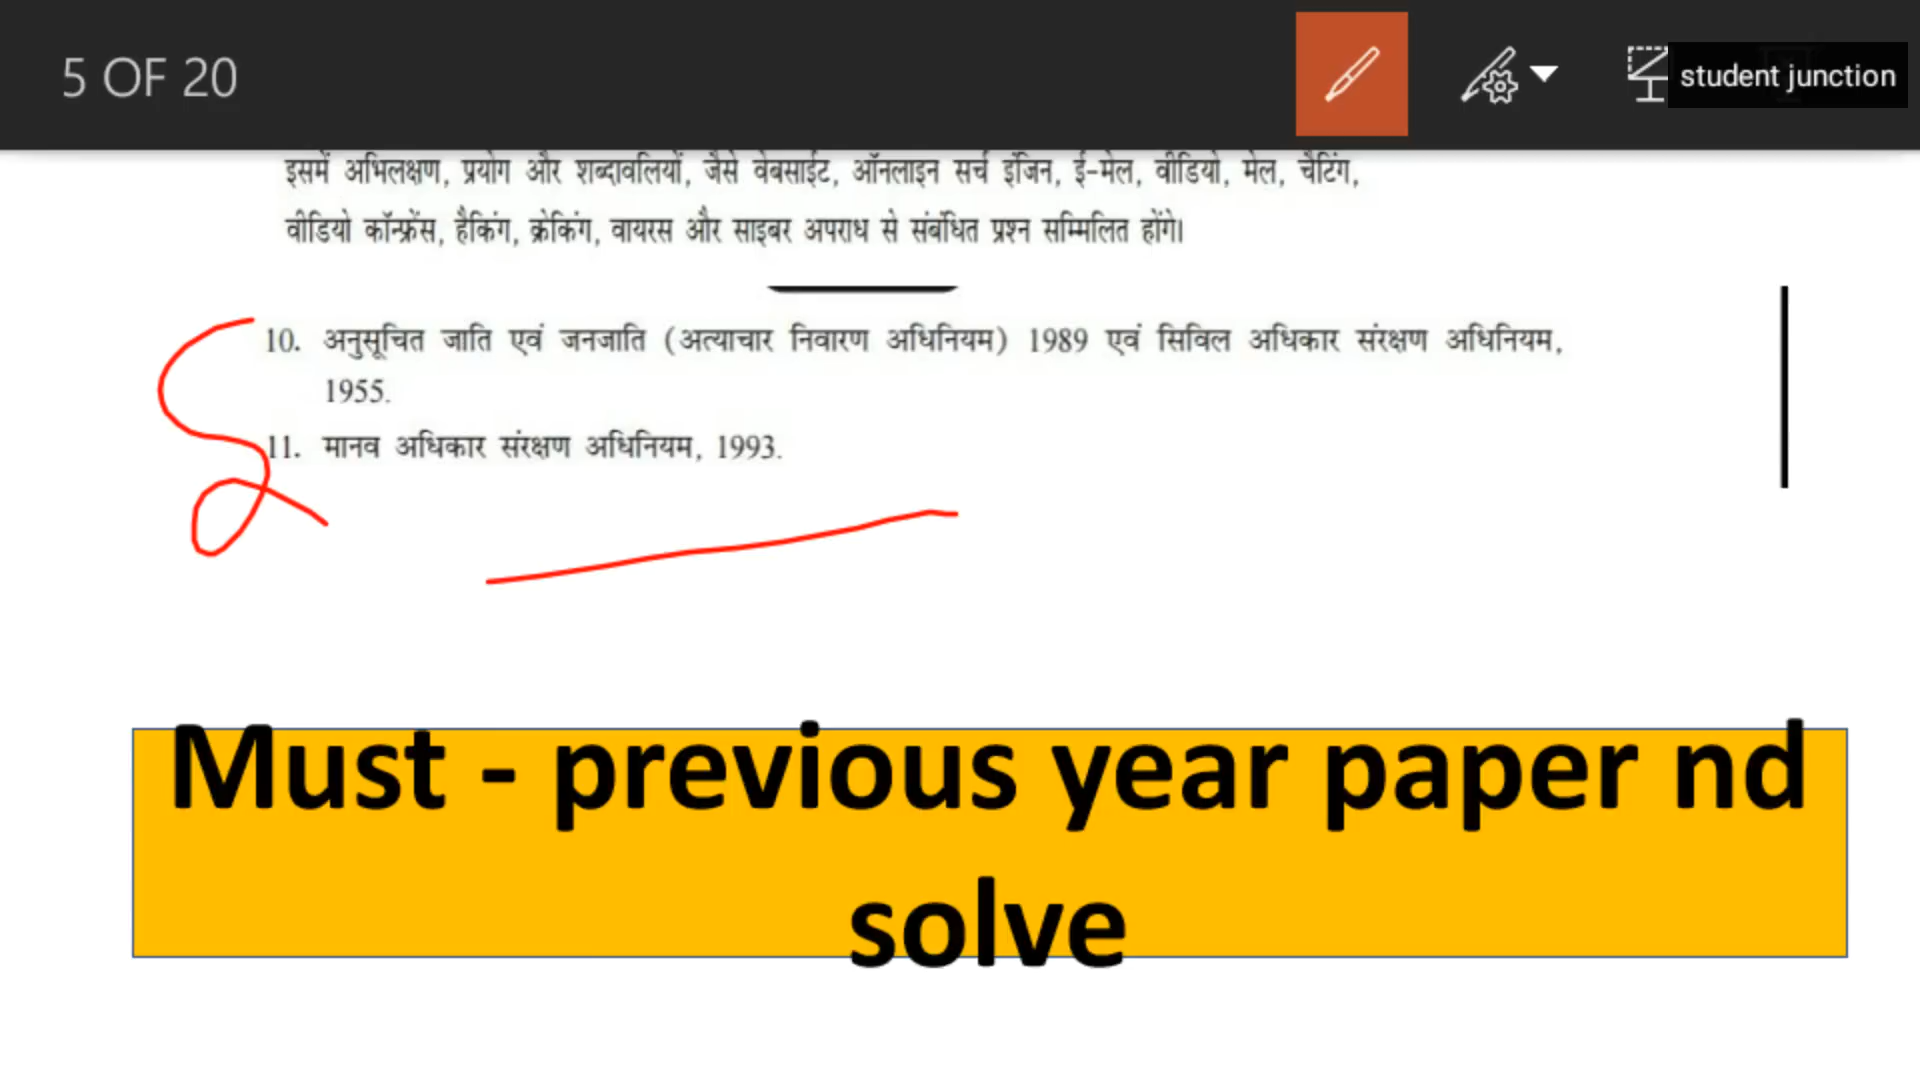 5 OF 20
student junction
इसमें अभिलक्षण, प्रयोग और शब्दावलियों, जैसे वेबसाईट, ऑनलाइन सर्च इंजिन, ई-मेल, वीडियो, मेल, चैटिंग,
वीडियो कॉन्फ्रेंस, हैकिंग, क्रेकिंग, वायरस और साइबर अपराध से संबंधित प्रश्न सम्मिलित होंगे।
10. अनुसूचित जाति एवं जनजाति (अत्याचार निवारण अधिनियम) 1989 एवं सिविल अधिकार संरक्षण अधिनियम,
1955.
11. मानव अधिकार संरक्षण अधिनियम, 1993.
Must - previous year paper nd
solve